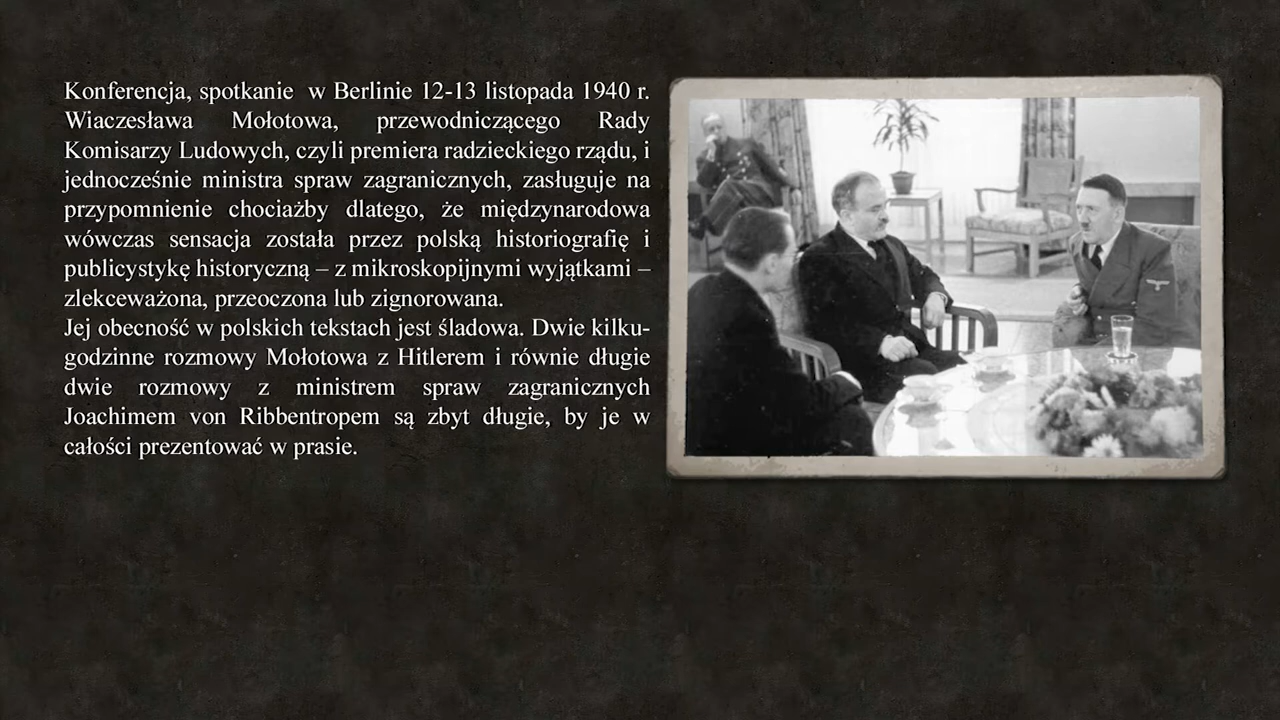 Konferencja, spotkanie w Berlinie 12-13 listopada 1940 r.
Wiaczesława Mołotowa, przewodniczącego Rady
Komisarzy Ludowych, czyli premiera radzieckiego rządu, i
jednocześnie ministra spraw zagranicznych, zasługuje na
przypomnienie chociażby dlatego, że międzynarodowa
wówczas sensacja została przez polską historiografię i
publicystykę historyczną – z mikroskopijnymi wyjątkami –
zlekceważona, przeoczona lub zignorowana.
Jej obecność w polskich tekstach jest śladowa. Dwie kilku-
godzinne rozmowy Mołotowa z Hitlerem i równie długie
dwie rozmowy z ministrem spraw zagranicznych
Joachimem von Ribbentropem są zbyt długie, by je w
całości prezentować w prasie.